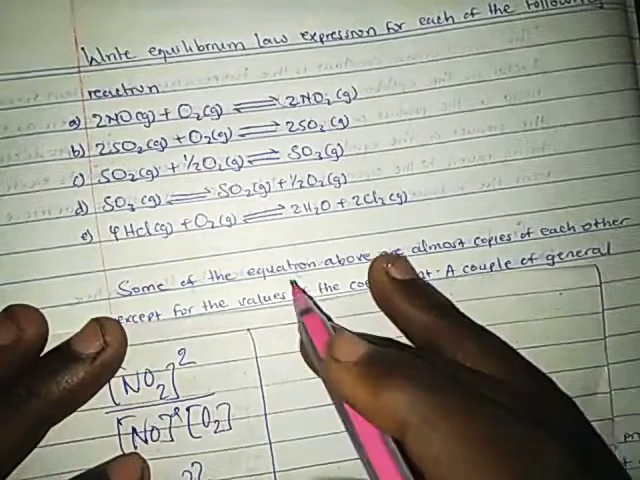 Write equilibrium law expression for each of the following
reaction
a) 2NO(g) + O₂(g) ⇌ 2NO₂(g)
b) 2SO₂(g) + O₂(g) ⇌ 2SO₃(g)
c) SO₂(g) + ½O₂(g) ⇌ SO₃(g)
d) SO₃(g) ⇌ SO₂(g) + ½O₂(g)
e) 4HCl(g) + O₂(g) ⇌ 2H₂O + 2Cl₂(g)
Some of the equation above are almost copies of each other
except for the values the A couple of general
[NO₂]²
[NO]² [O₂]